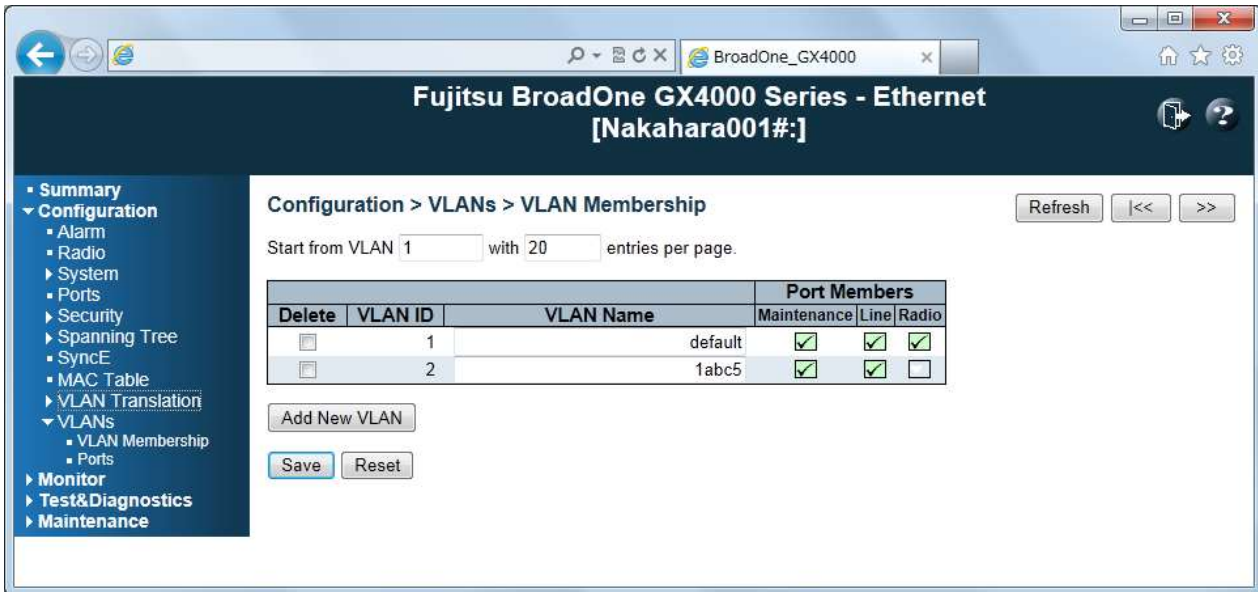 BroadOne_GX4000
Fujitsu BroadOne GX4000 Series - Ethernet
[Nakahara001#:]
Summary
Configuration
Alarm
Radio
System
Ports
Security
Spanning Tree
SyncE
MAC Table
VLAN Translation
VLANs
VLAN Membership
Ports
Monitor
Test&Diagnostics
Maintenance
Configuration > VLANs > VLAN Membership
Refresh |<< >>
Start from VLAN 1 with 20 entries per page.
Port Members
Delete VLAN ID VLAN Name Maintenance Line Radio
1 default
2 1abc5
Add New VLAN
Save Reset